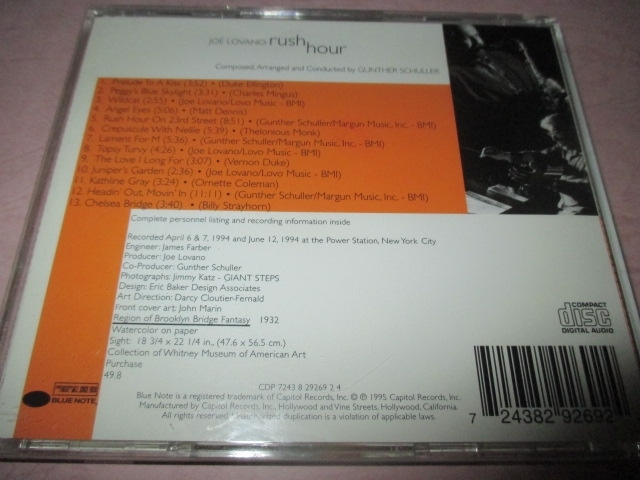 JOE LOVANO rush hour
Composed, Arranged and Conducted by GUNTHER SCHULLER
1. Prelude To A Kiss (3:52) • (Duke Ellington)
2. Peggy's Blue Skylight (3:31) • (Charles Mingus)
3. Wildcat (2:55) • (Joe Lovano/Lovo Music - BMI)
4. Angel Eyes (5:06) • (Matt Dennis)
5. Rush Hour On 23rd Street (8:51) • (Gunther Schuller/Margun Music, Inc. - BMI)
6. Crepuscule With Nellie (5:39) • (Thelonious Monk)
7. Lament For M (5:36) • (Gunther Schuller/Margun Music, Inc. - BMI)
8. Topsy Turvy (4:26) • (Joe Lovano/Lovo Music - BMI)
9. The Love I Long For (3:07) • (Vernon Duke)
10. Juniper's Garden (2:36) • (Joe Lovano/Lovo Music - BMI)
11. Kathline Gray (3:24) • (Ornette Coleman)
12. Headin' Out, Movin' In (11:11) • (Gunther Schuller/Margun Music, Inc. - BMI)
13. Chelsea Bridge (3:40) • (Billy Strayhorn)
Complete personnel listing and recording information inside
Recorded April 6 & 7, 1994 and June 12, 1994 at the Power Station, New York City
Engineer: James Farber
Producer: Joe Lovano
Co-Producer: Gunther Schuller
Photographs: Jimmy Katz - GIANT STEPS
Design: Eric Baker Design Associates
Art Direction: Darcy Cloutier-Fernald
Front cover art: John Marin
Region of Brooklyn Bridge Fantasy 1932
Watercolor on paper
Sight: 18 3/4 x 22 1/4 in., (47.6 x 56.5 cm.)
Collection of Whitney Museum of American Art
Purchase
49.8
COMPACT
disc
DIGITAL AUDIO
BLUE NOTE
CDP 7243 8 29269 2 4
Blue Note is a registered trademark of Capitol Records, Inc. © ℗ 1995 Capitol Records, Inc.
Manufactured by Capitol Records, Inc., Hollywood and Vine Streets, Hollywood, California.
All rights reserved. Unauthorized duplication is a violation of applicable laws.
7 24382 92692